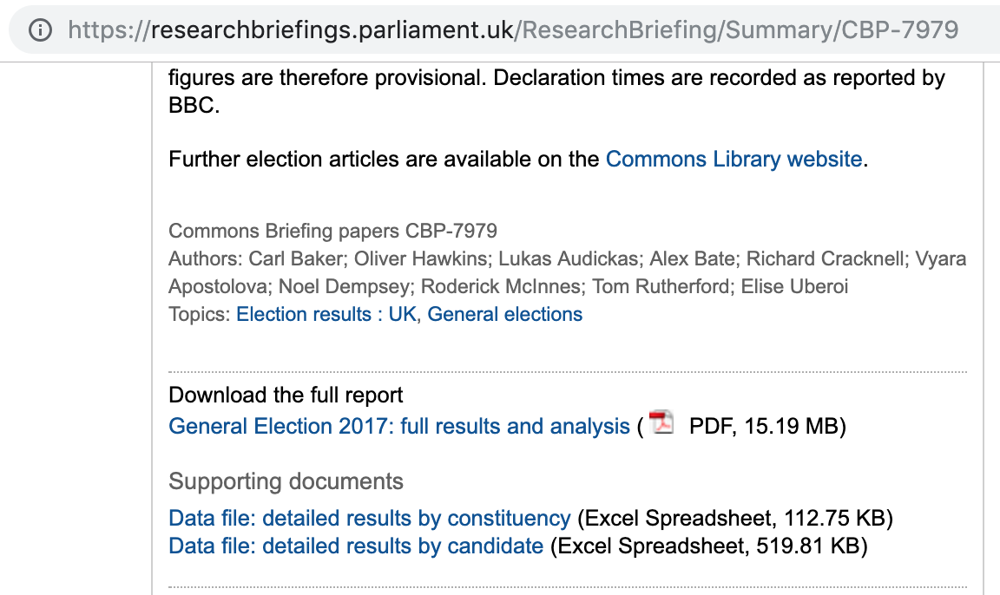 https://researchbriefings.parliament.uk/ResearchBriefing/Summary/CBP-7979
figures are therefore provisional. Declaration times are recorded as reported by
BBC.
Further election articles are available on the Commons Library website.
Commons Briefing papers CBP-7979
Authors: Carl Baker; Oliver Hawkins; Lukas Audickas; Alex Bate; Richard Cracknell; Vyara
Apostolova; Noel Dempsey; Roderick McInnes; Tom Rutherford; Elise Uberoi
Topics: Election results : UK, General elections
Download the full report
General Election 2017: full results and analysis ( PDF, 15.19 MB)
Supporting documents
Data file: detailed results by constituency (Excel Spreadsheet, 112.75 KB)
Data file: detailed results by candidate (Excel Spreadsheet, 519.81 KB)